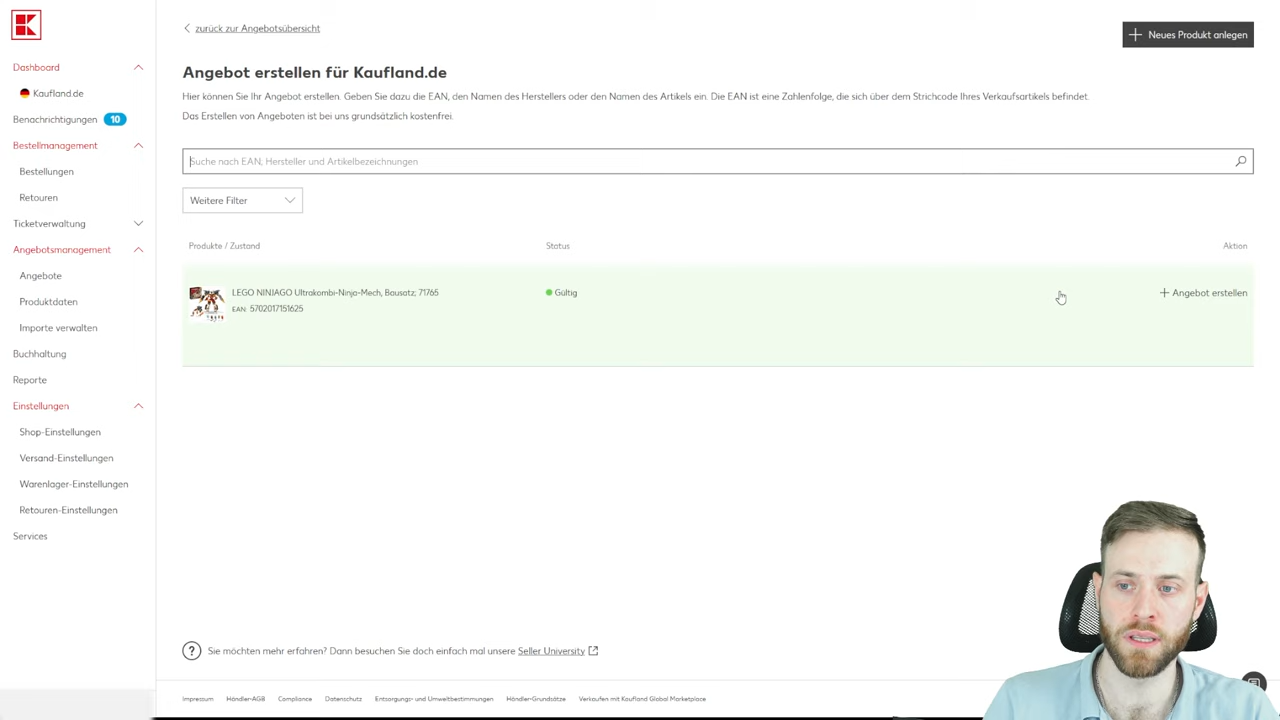 Dashboard
Kaufland.de
Benachrichtigungen 10
Bestellmanagement
Bestellungen
Retouren
Ticketverwaltung
Angebotsmanagement
Angebote
Produktdaten
Importe verwalten
Buchhaltung
Reporte
Einstellungen
Shop-Einstellungen
Versand-Einstellungen
Warenlager-Einstellungen
Retouren-Einstellungen
Services
zurück zur Angebotsübersicht
Neues Produkt anlegen
Angebot erstellen für Kaufland.de
Hier können Sie Ihr Angebot erstellen. Geben Sie dazu die EAN, den Namen des Herstellers oder den Namen des Artikels ein. Die EAN ist eine Zahlenfolge, die sich über dem Strichcode Ihres Verkaufsartikels befindet.
Das Erstellen von Angeboten ist bei uns grundsätzlich kostenfrei.
Suche nach EAN, Hersteller und Artikelbezeichnungen
Weitere Filter
Produkte / Zustand Status Aktion
LEGO NINJAGO Ultrakombi-Ninja-Mech, Bausatz, 71765 Gültig + Angebot erstellen
EAN: 5702017151625
? Sie möchten mehr erfahren? Dann besuchen Sie doch einfach mal unsere Seller University
Impressum Händler-AGB Compliance Datenschutz Entsorgungs- und Umweltbestimmungen Händler-Grundsätze Verkaufen mit Kaufland Global Marketplace